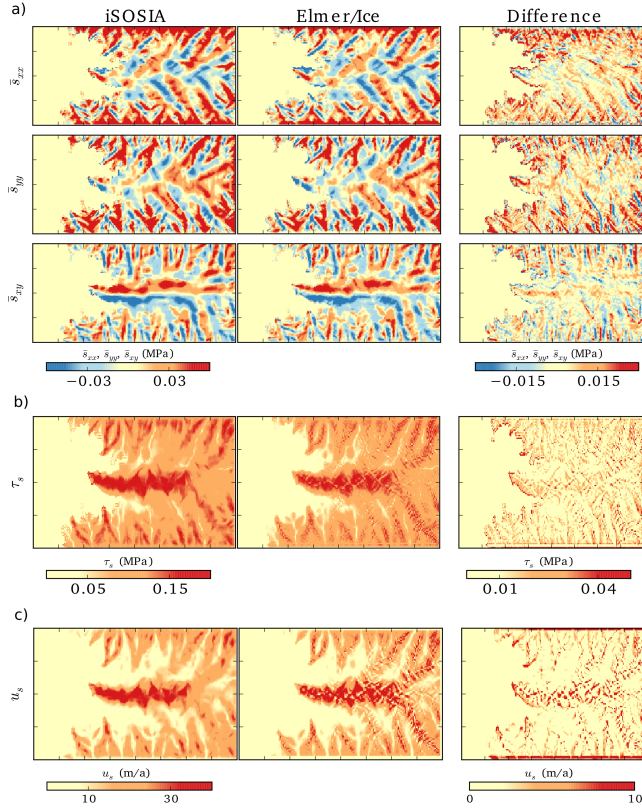 a) iSOSIA Elmer/Ice Difference
s̄xx
s̄yy
s̄xy
s̄xx, s̄yy, s̄xy (MPa) s̄xx, s̄yy, s̄xy (MPa)
−0.03 0.03 −0.015 0.015
b)
τs
τs (MPa) τs (MPa)
0.05 0.15 0.01 0.04
c)
us
us (m/a) us (m/a)
10 30 0 10